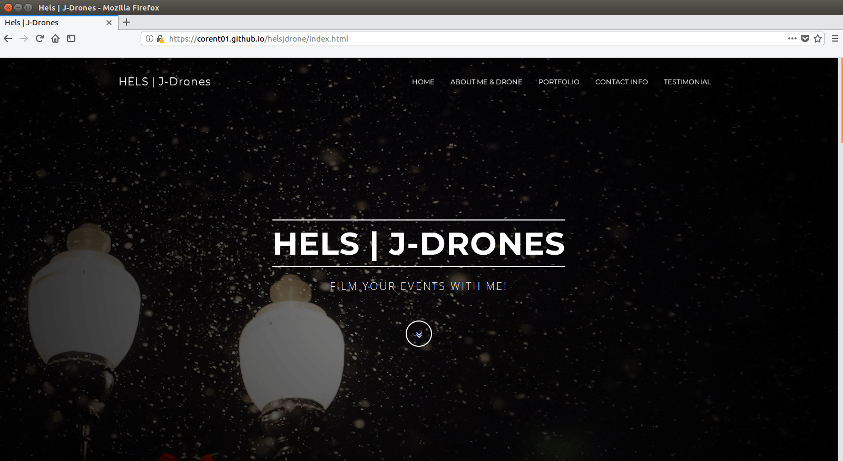 Hels | J-Drones - Mozilla Firefox
Hels | J-Drones
https://corent01.github.io/helsjdrone/index.html
HELS | J-Drones HOME ABOUT ME & DRONE PORTFOLIO CONTACT INFO TESTIMONIAL
HELS | J-DRONES
FILM YOUR EVENTS WITH ME!